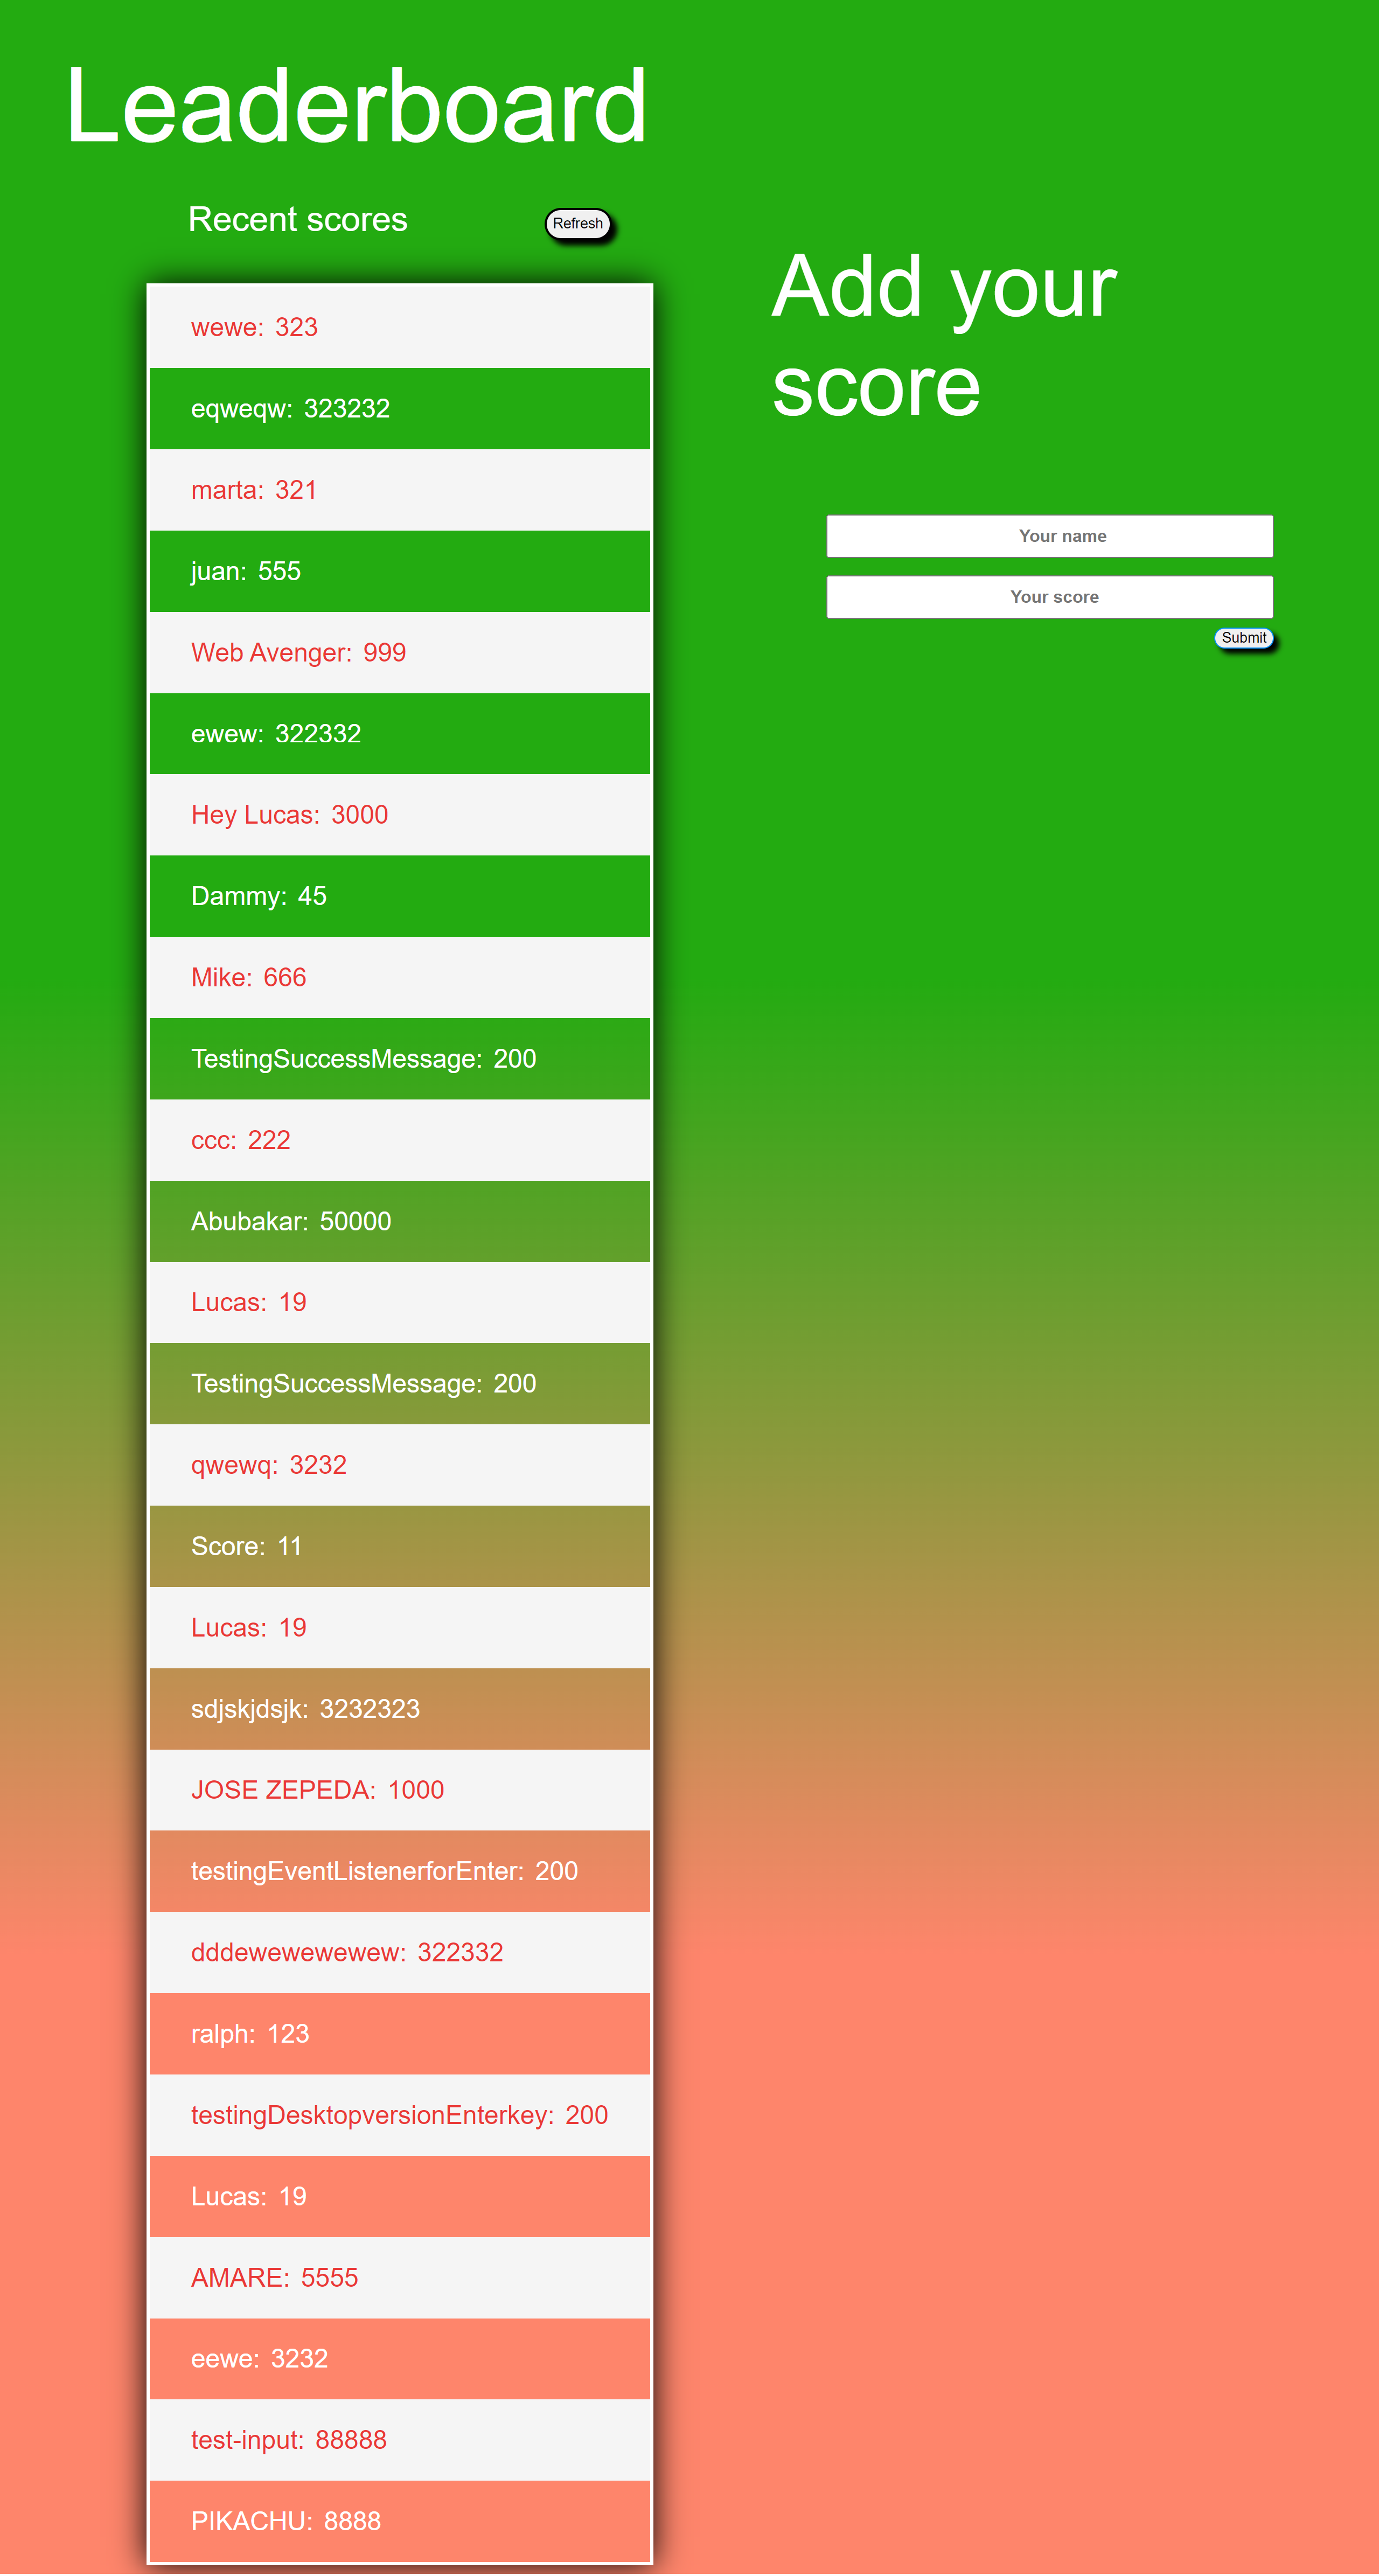 Leaderboard
Recent scores
Refresh
wewe: 323
eqweqw: 323232
marta: 321
juan: 555
Web Avenger: 999
ewew: 322332
Hey Lucas: 3000
Dammy: 45
Mike: 666
TestingSuccessMessage: 200
ccc: 222
Abubakar: 50000
Lucas: 19
TestingSuccessMessage: 200
qwewq: 3232
Score: 11
Lucas: 19
sdjskjdsjk: 3232323
JOSE ZEPEDA: 1000
testingEventListenerforEnter: 200
dddewewewewew: 322332
ralph: 123
testingDesktopversionEnterkey: 200
Lucas: 19
AMARE: 5555
eewe: 3232
test-input: 88888
PIKACHU: 8888
Add your
score
Your name
Your score
Submit